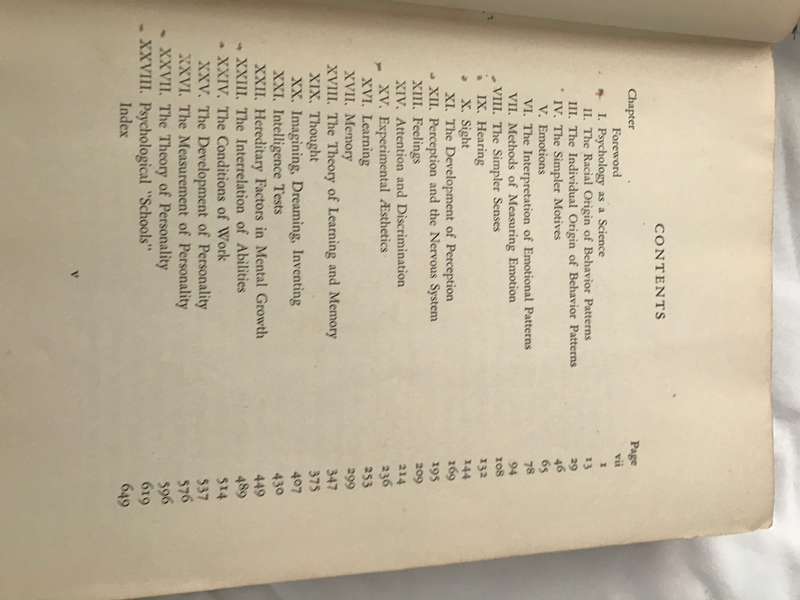 CONTENTS
Chapter Page
Foreword vii
I. Psychology as a Science 1
II. The Racial Origin of Behavior Patterns 13
III. The Individual Origin of Behavior Patterns 29
IV. The Simpler Motives 46
V. Emotions 65
VI. The Interpretation of Emotional Patterns 78
VII. Methods of Measuring Emotion 94
VIII. The Simpler Senses 108
IX. Hearing 132
X. Sight 144
XI. The Development of Perception 169
XII. Perception and the Nervous System 195
XIII. Feelings 209
XIV. Attention and Discrimination 214
XV. Experimental Æsthetics 236
XVI. Learning 253
XVII. Memory 299
XVIII. The Theory of Learning and Memory 347
XIX. Thought 375
XX. Imagining, Dreaming, Inventing 407
XXI. Intelligence Tests 430
XXII. Hereditary Factors in Mental Growth 449
XXIII. The Interrelation of Abilities 489
XXIV. The Conditions of Work 514
XXV. The Development of Personality 537
XXVI. The Measurement of Personality 576
XXVII. The Theory of Personality 596
XXVIII. Psychological "Schools" 619
Index 649
v